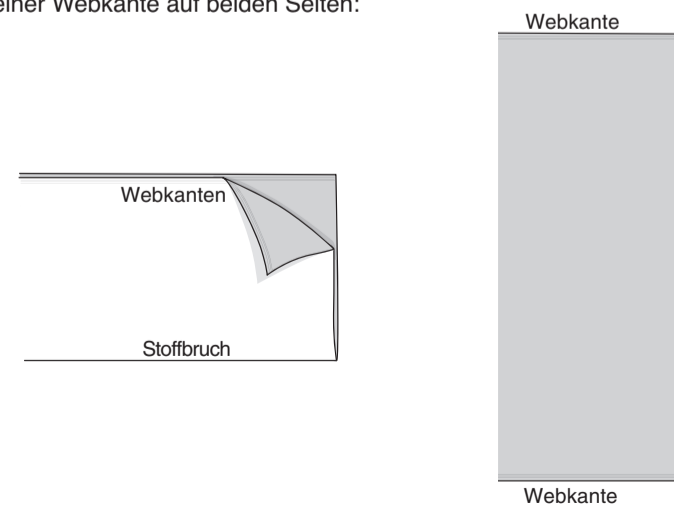 einer Webkante auf beiden Seiten:
Webkante
Webkanten
Stoffbruch
Webkante